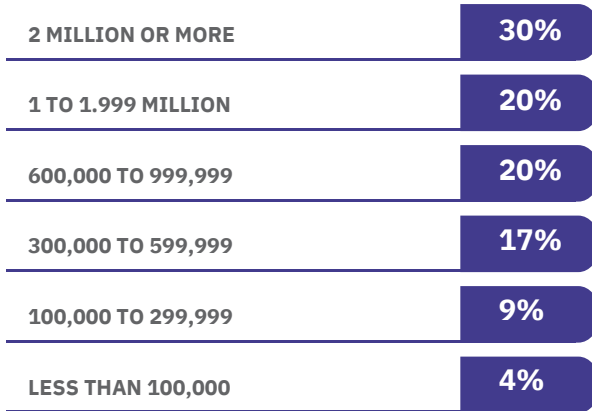 2 MILLION OR MORE 30%
1 TO 1.999 MILLION 20%
600,000 TO 999,999 20%
300,000 TO 599,999 17%
100,000 TO 299,999 9%
LESS THAN 100,000 4%